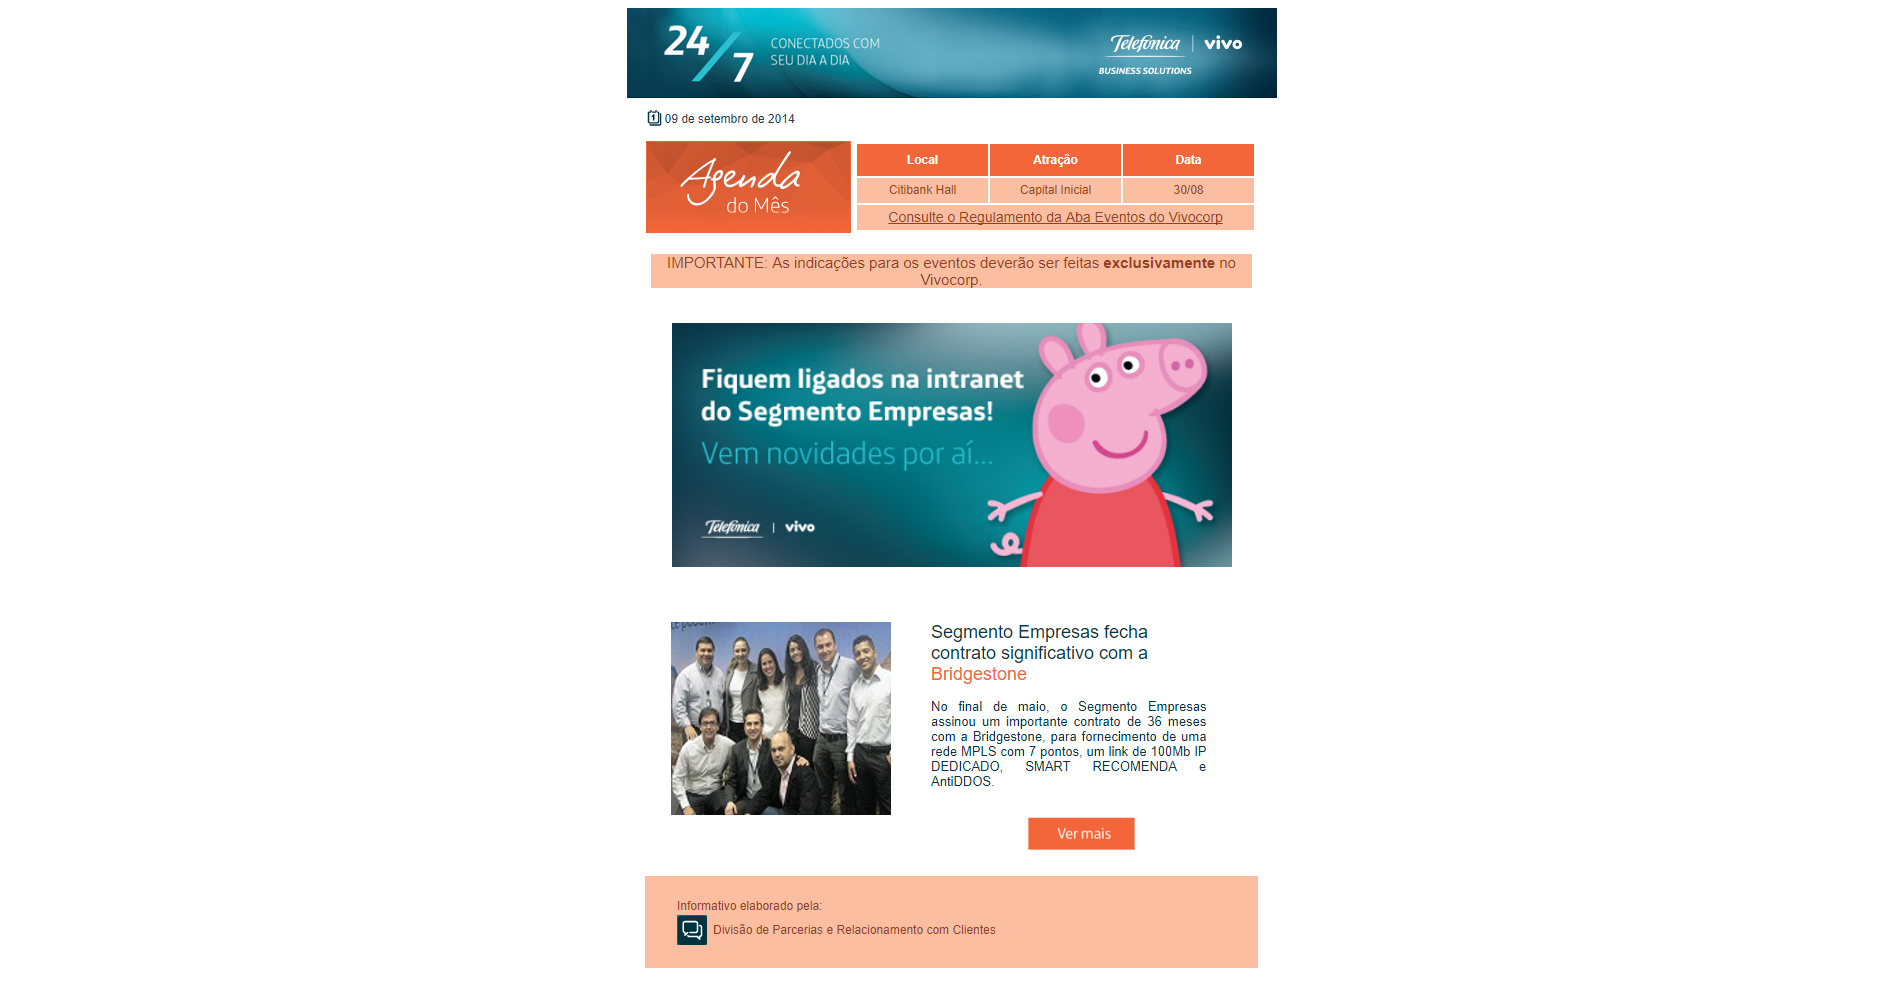 24/7
CONECTADOS COM
SEU DIA A DIA
Telefónica | vivo
BUSINESS SOLUTIONS
09 de setembro de 2014
Agenda
do Mês
Local Atração Data
Citibank Hall Capital Inicial 30/08
Consulte o Regulamento da Aba Eventos do Vivocorp
IMPORTANTE: As indicações para os eventos deverão ser feitas exclusivamente no
Vivocorp.
Fiquem ligados na intranet
do Segmento Empresas!
Vem novidades por aí...
Telefónica | vivo
Segmento Empresas fecha
contrato significativo com a
Bridgestone
No final de maio, o Segmento Empresas
assinou um importante contrato de 36 meses
com a Bridgestone, para fornecimento de uma
rede MPLS com 7 pontos, um link de 100Mb IP
DEDICADO, SMART RECOMENDA e
AntiDDOS.
Ver mais
Informativo elaborado pela:
Divisão de Parcerias e Relacionamento com Clientes